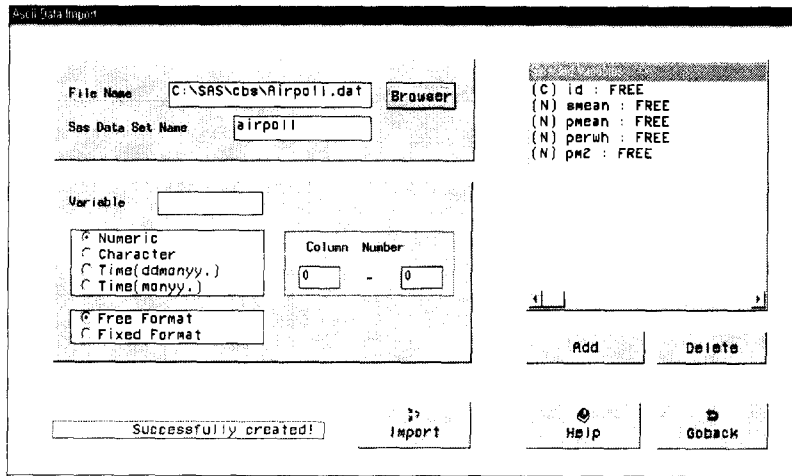 Ascii Data Import
File Name
C:\SAS\cbs\Airpoll.dat
Browser
Sas Data Set Name
airpoll
(C) id : FREE
(N) smean : FREE
(N) pmean : FREE
(N) perwh : FREE
(N) pm2 : FREE
Variable
Numeric
Character
Time(ddmonyy.)
Time(monyy.)
Column Number
0 - 0
Free Format
Fixed Format
Add
Delete
Successfully created!
Import
Help
Goback